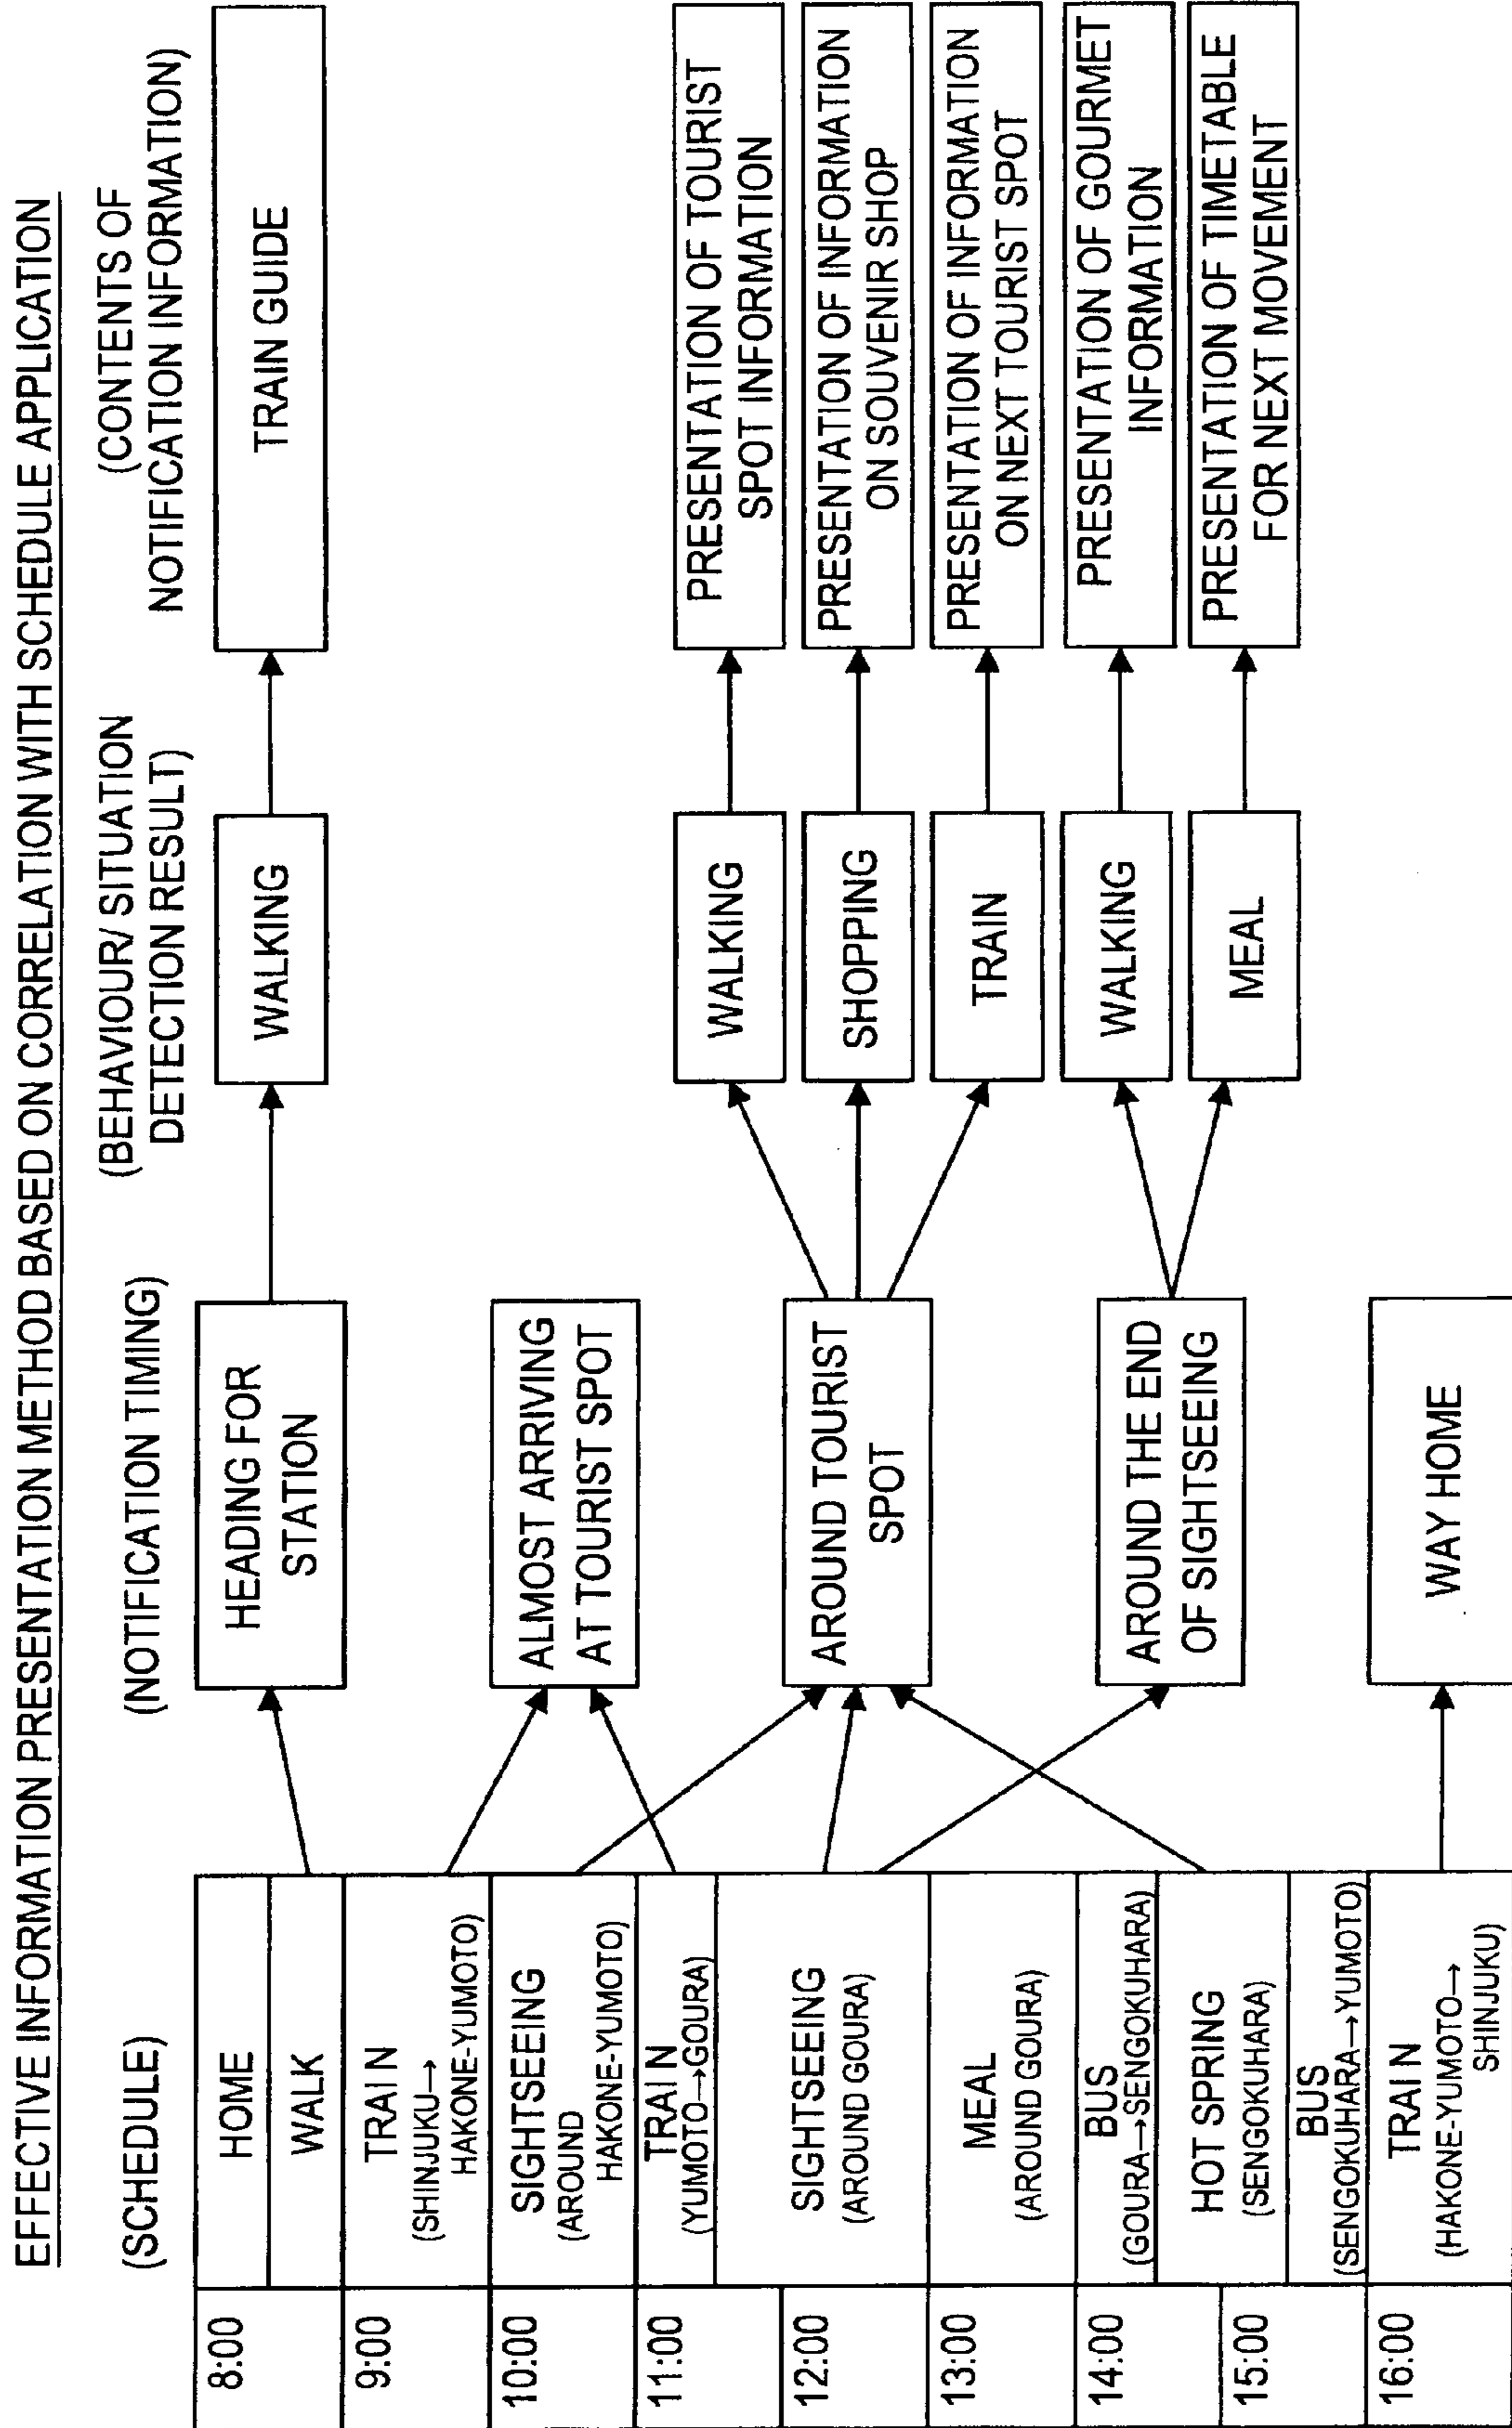 EFFECTIVE INFORMATION PRESENTATION METHOD BASED ON CORRELATION WITH SCHEDULE APPLICATION
(SCHEDULE)
(NOTIFICATION TIMING)
(BEHAVIOUR/ SITUATION
DETECTION RESULT)
(CONTENTS OF
NOTIFICATION INFORMATION)
8:00
9:00
10:00
11:00
12:00
13:00
14:00
15:00
16:00
HOME
WALK
TRAIN
(SHINJUKU→
HAKONE-YUMOTO)
SIGHTSEEING
(AROUND
HAKONE-YUMOTO)
TRAIN
(YUMOTO→GOURA)
SIGHTSEEING
(AROUND GOURA)
MEAL
(AROUND GOURA)
BUS
(GOURA→SENGOKUHARA)
HOT SPRING
(SENGOKUHARA)
BUS
(SENGOKUHARA→YUMOTO)
TRAIN
(HAKONE-YUMOTO→
SHINJUKU)
HEADING FOR
STATION
ALMOST ARRIVING
AT TOURIST SPOT
AROUND TOURIST
SPOT
AROUND THE END
OF SIGHTSEEING
WAY HOME
WALKING
WALKING
SHOPPING
TRAIN
WALKING
MEAL
TRAIN GUIDE
PRESENTATION OF TOURIST
SPOT INFORMATION
PRESENTATION OF INFORMATION
ON SOUVENIR SHOP
PRESENTATION OF INFORMATION
ON NEXT TOURIST SPOT
PRESENTATION OF GOURMET
INFORMATION
PRESENTATION OF TIMETABLE
FOR NEXT MOVEMENT